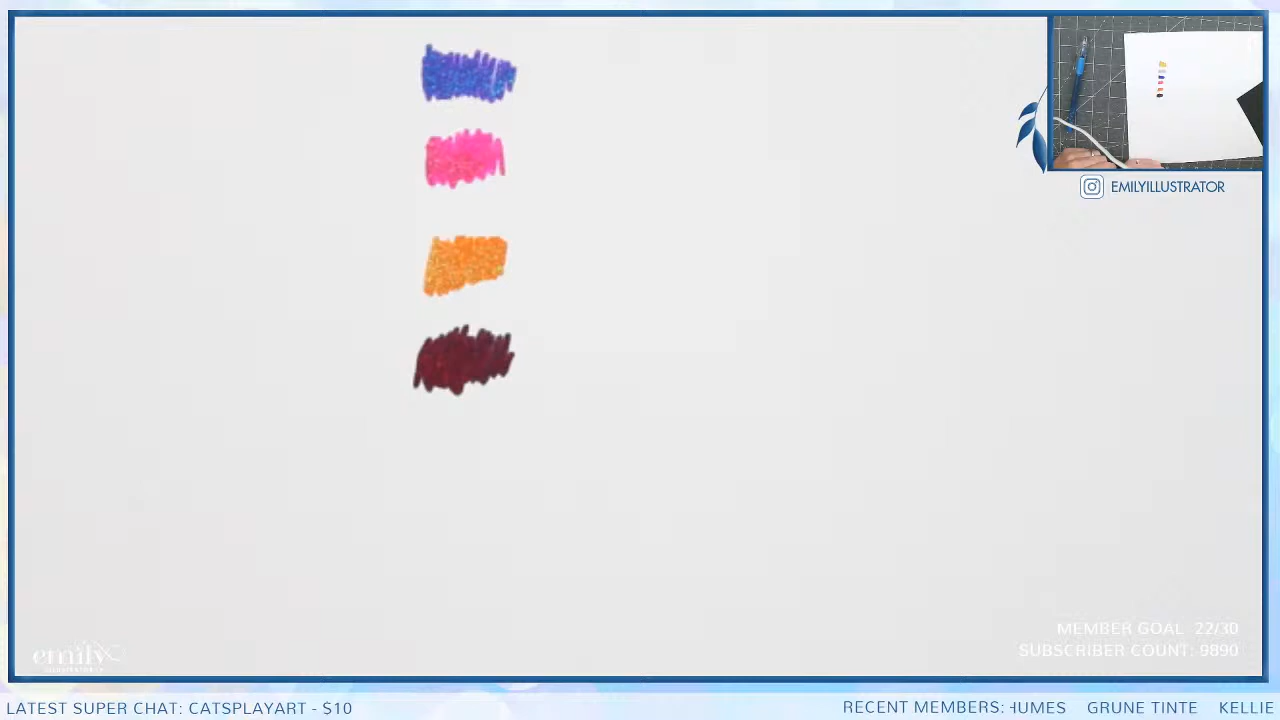 EMILYILLUSTRATOR
MEMBER GOAL 22/30
SUBSCRIBER COUNT: 9890
emily
LATEST SUPER CHAT: CATSPLAYART - $10
RECENT MEMBERS: HUMES GRUNE TINTE KELLIE